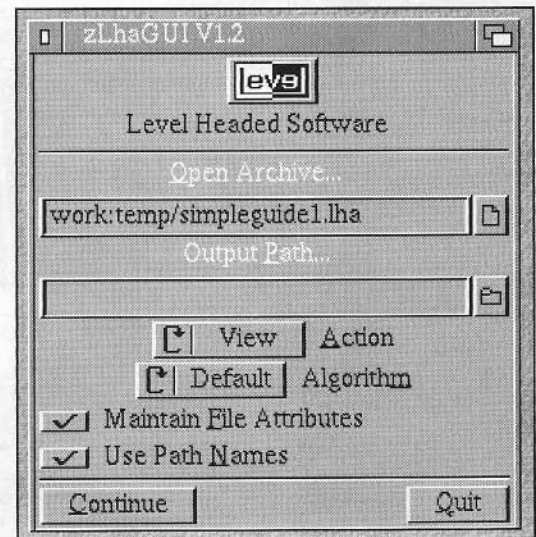 zLhaGUI V1.2
level
Level Headed Software
Open Archive...
work:temp/simpleguide1.lha
Output Path...
View Action
Default Algorithm
Maintain File Attributes
Use Path Names
Continue Quit